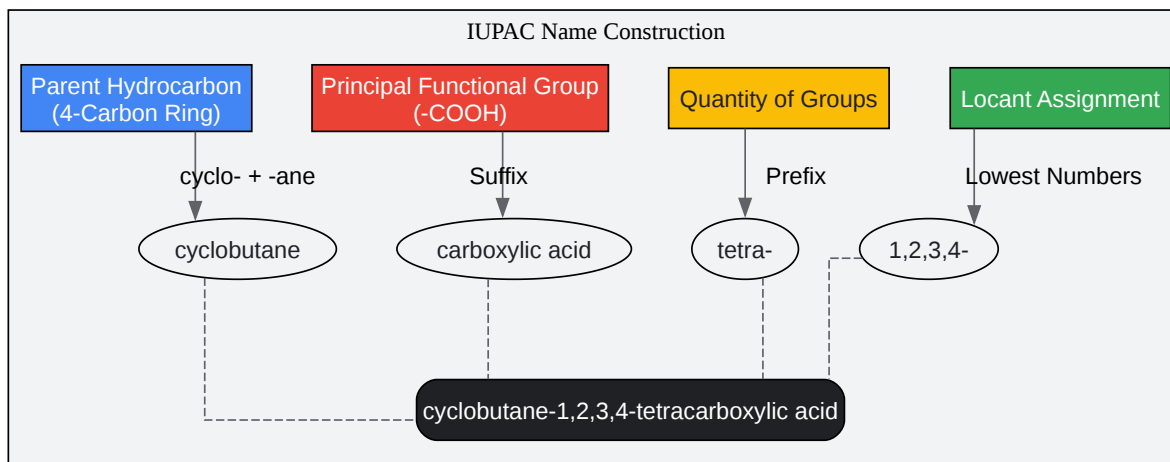 IUPAC Name Construction
Parent Hydrocarbon
(4-Carbon Ring)
Principal Functional Group
(-COOH)
Quantity of Groups
Locant Assignment
cyclo- + -ane
Suffix
Prefix
Lowest Numbers
cyclobutane
carboxylic acid
tetra-
1,2,3,4-
cyclobutane-1,2,3,4-tetracarboxylic acid